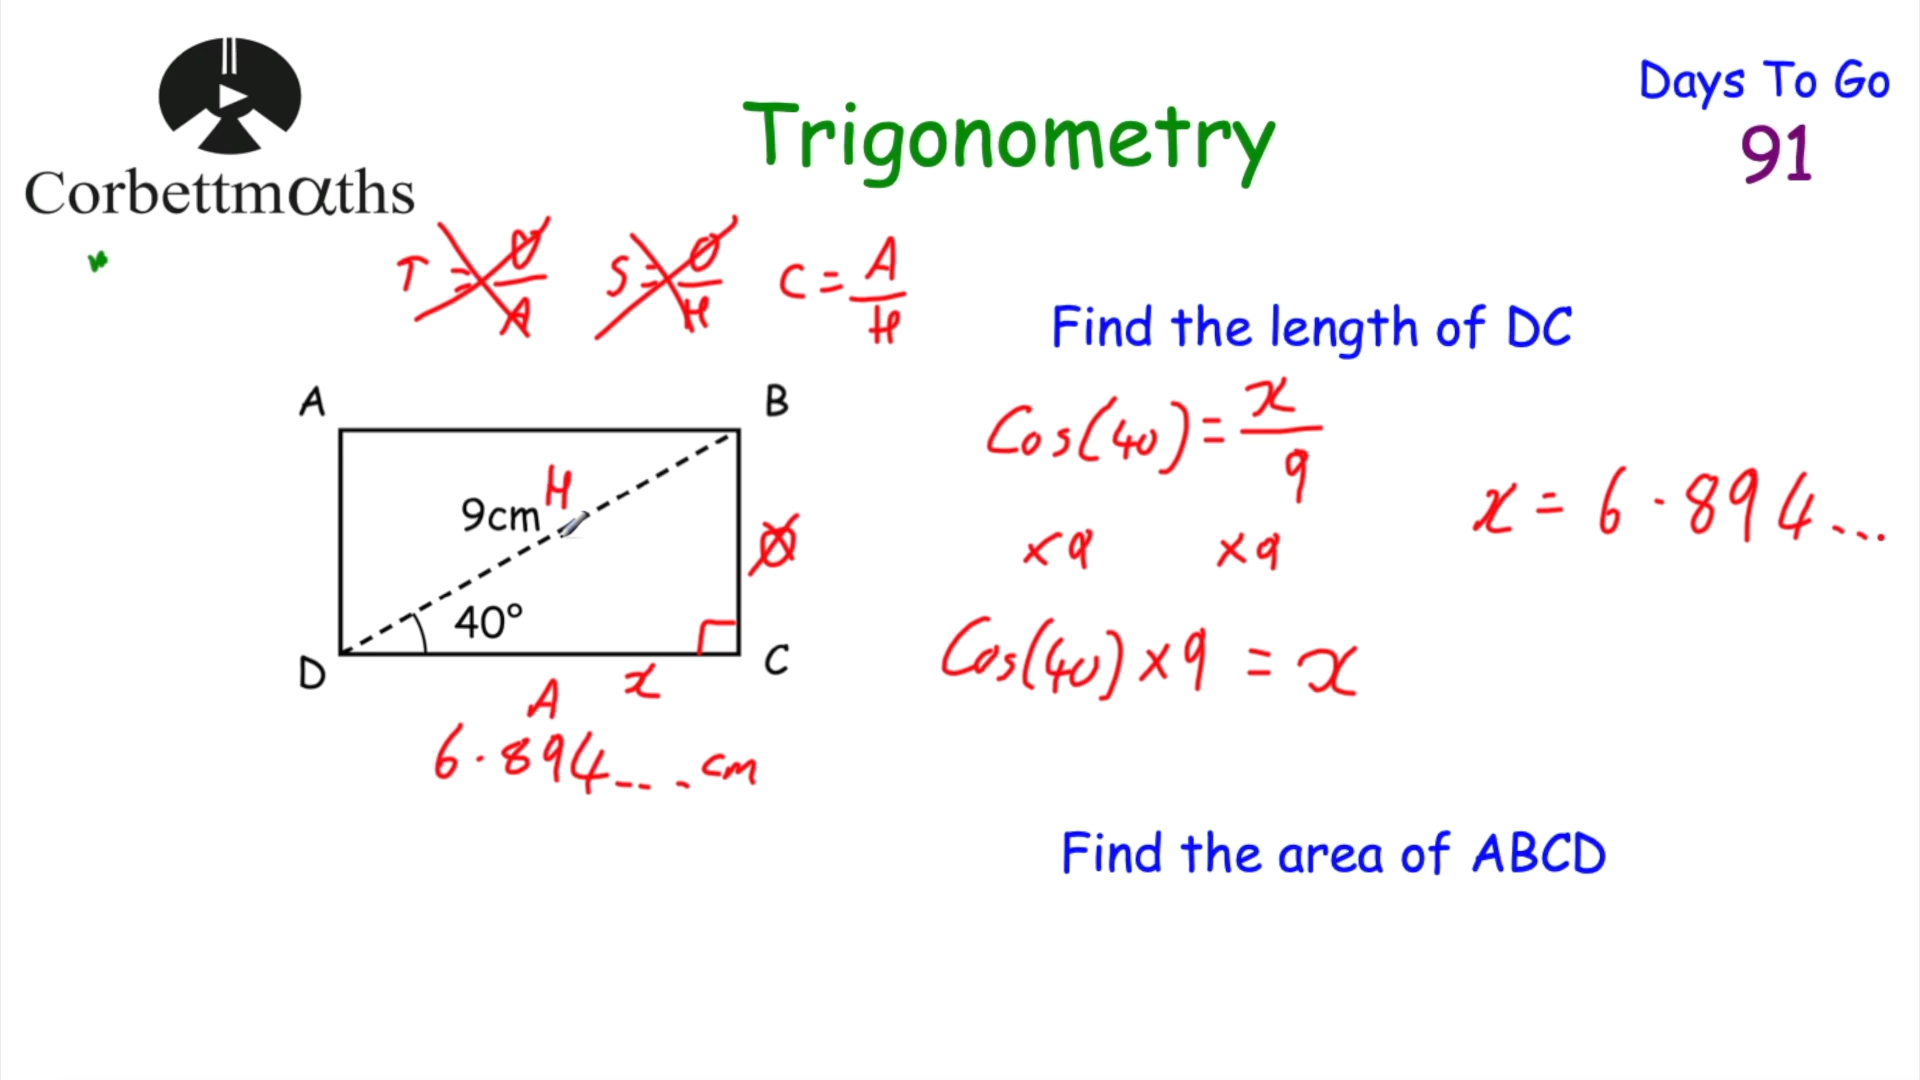 Corbettmαths
Trigonometry
Days To Go
91
T = O/A
S = O/H
C = A/H
Find the length of DC
A
B
Cos(40) = x/9
x = 6.894...
H
9cm
O
×9 ×9
40°
D
C
Cos(40) × 9 = x
A
x
6.894.... cm
Find the area of ABCD